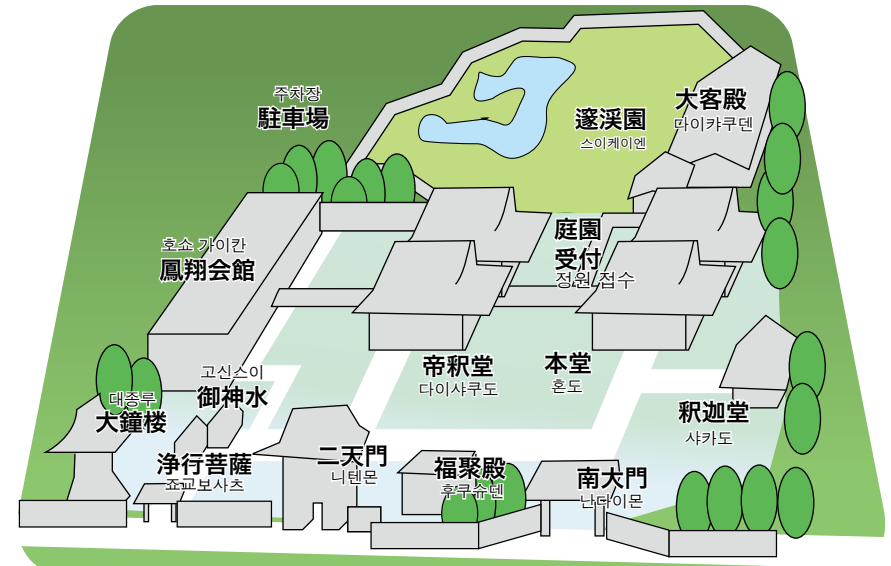 주차장
駐車場
邃渓園
스이케이엔
大客殿
다이캬쿠덴
호쇼 가이칸
鳳翔会館
庭園
受付
정원 접수
帝釈堂
다이샤쿠도
本堂
혼도
고신스이
御神水
대종루
大鐘楼
釈迦堂
샤카도
浄行菩薩
죠교보사츠
二天門
니텐몬
福聚殿
후쿠슈덴
南大門
난다이몬